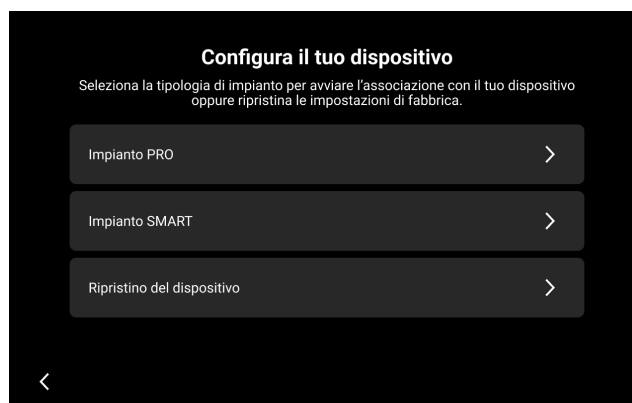 Configura il tuo dispositivo
Seleziona la tipologia di impianto per avviare l'associazione con il tuo dispositivo
oppure ripristina le impostazioni di fabbrica.
Impianto PRO
Impianto SMART
Ripristino del dispositivo